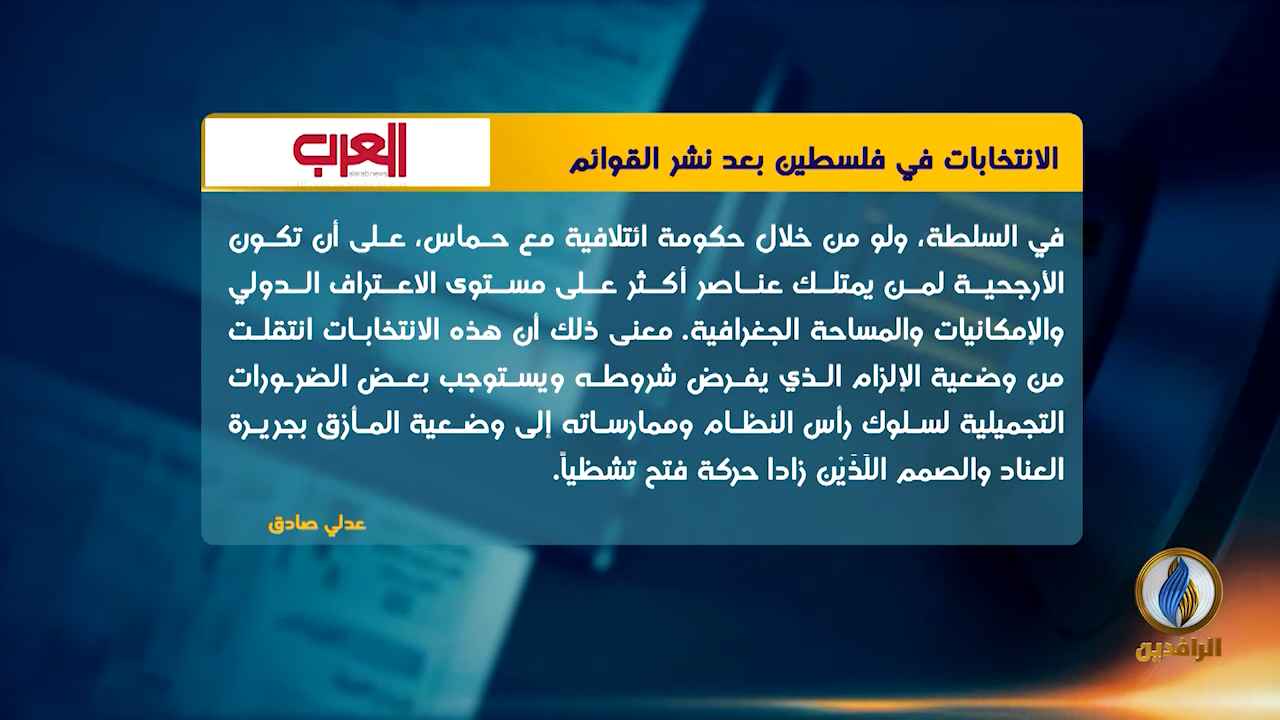 الانتخابات في فلسطين بعد نشر القوائم
العرب
alarab news
في السلطة، ولو من خلال حكومة ائتلافية مع حماس، على أن تكون
الأرجحية لمن يمتلك عناصر أكثر على مستوى الاعتراف الدولي
والإمكانيات والمساحة الجغرافية. معنى ذلك أن هذه الانتخابات انتقلت
من وضعية الإلزام الذي يفرض شروطه ويستوجب بعض الضرورات
التجميلية لسلوك رأس النظام وممارساته إلى وضعية المأزق بجريرة
العناد والصمم اللَذَيْن زادا حركة فتح تشظياً.
عدلي صادق
الرافدين